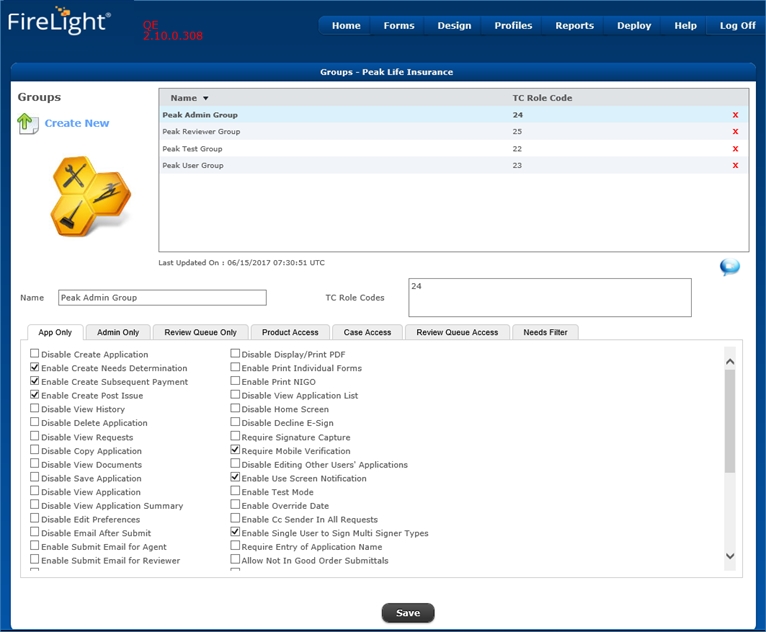 FireLight®
QE
2.10.0.308
Home Forms Design Profiles Reports Deploy Help Log Off
Groups - Peak Life Insurance
Groups
Create New
Name ▼ TC Role Code
Peak Admin Group 24 x
Peak Reviewer Group 25 x
Peak Test Group 22 x
Peak User Group 23 x
Last Updated On : 06/15/2017 07:30:51 UTC
Name Peak Admin Group TC Role Codes 24
App Only Admin Only Review Queue Only Product Access Case Access Review Queue Access Needs Filter
Disable Create Application
Enable Create Needs Determination
Enable Create Subsequent Payment
Enable Create Post Issue
Disable View History
Disable Delete Application
Disable View Requests
Disable Copy Application
Disable View Documents
Disable Save Application
Disable View Application
Disable View Application Summary
Disable Edit Preferences
Disable Email After Submit
Enable Submit Email for Agent
Enable Submit Email for Reviewer
Disable Display/Print PDF
Enable Print Individual Forms
Enable Print NIGO
Disable View Application List
Disable Home Screen
Disable Decline E-Sign
Require Signature Capture
Require Mobile Verification
Disable Editing Other Users' Applications
Enable Use Screen Notification
Enable Test Mode
Enable Override Date
Enable Cc Sender In All Requests
Enable Single User to Sign Multi Signer Types
Require Entry of Application Name
Allow Not In Good Order Submittals
Save